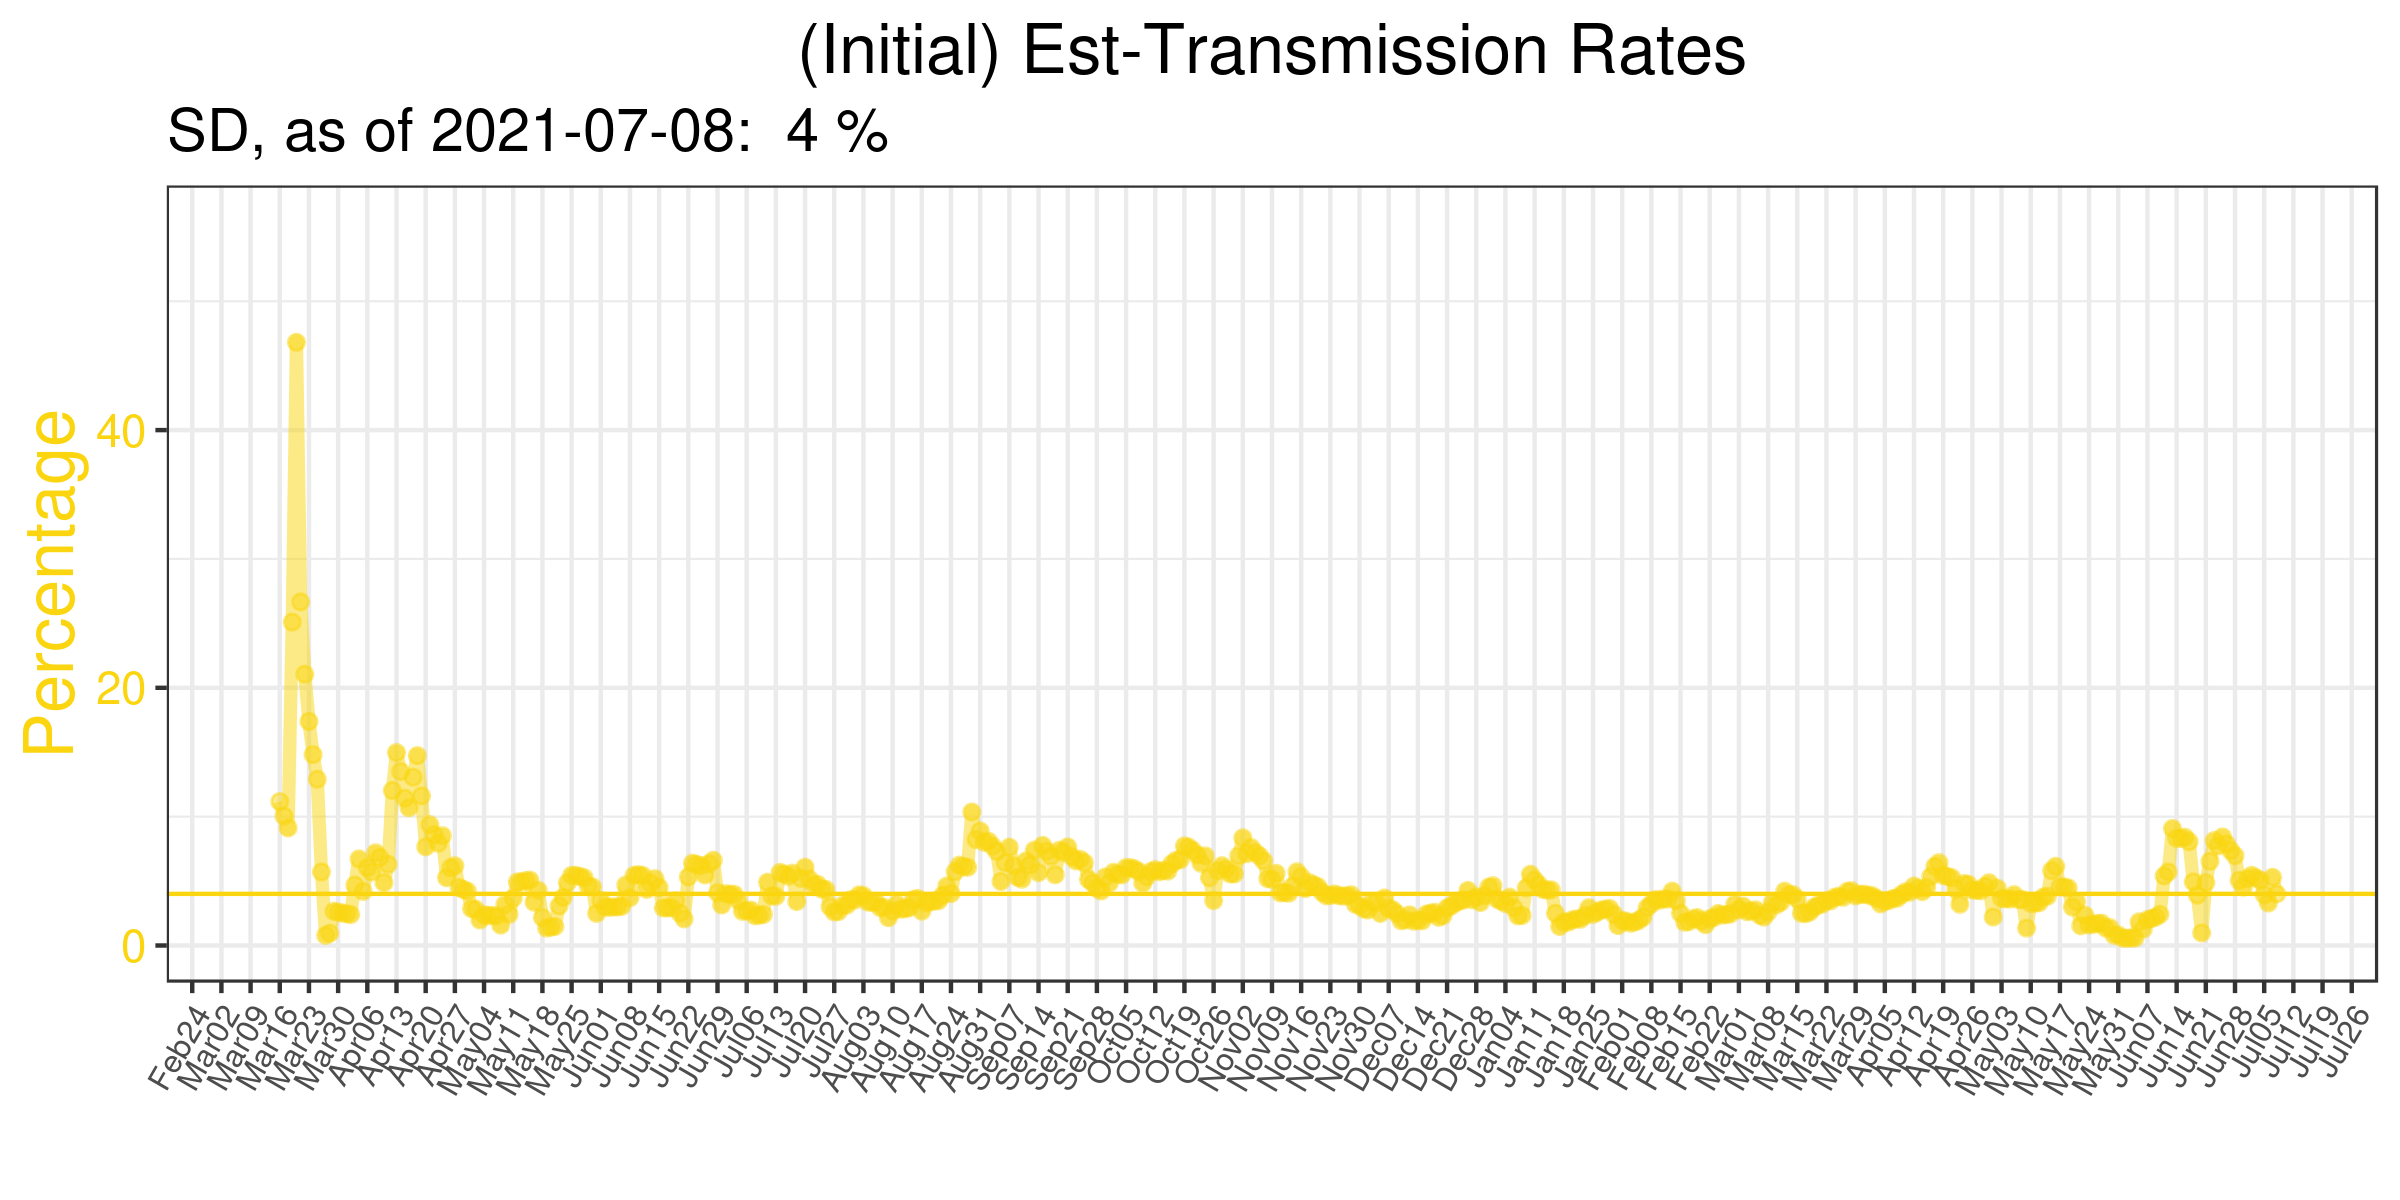 (Initial) Est-Transmission Rates
SD, as of 2021-07-08:  4 %
Percentage
40
20
0
Feb24
Mar02
Mar09
Mar16
Mar23
Mar30
Apr06
Apr13
Apr20
Apr27
May04
May11
May18
May25
Jun01
Jun08
Jun15
Jun22
Jun29
Jul06
Jul13
Jul20
Jul27
Aug03
Aug10
Aug17
Aug24
Aug31
Sep07
Sep14
Sep21
Sep28
Oct05
Oct12
Oct19
Oct26
Nov02
Nov09
Nov16
Nov23
Nov30
Dec07
Dec14
Dec21
Dec28
Jan04
Jan11
Jan18
Jan25
Feb01
Feb08
Feb15
Feb22
Mar01
Mar08
Mar15
Mar22
Mar29
Apr05
Apr12
Apr19
Apr26
May03
May10
May17
May24
May31
Jun07
Jun14
Jun21
Jun28
Jul05
Jul12
Jul19
Jul26